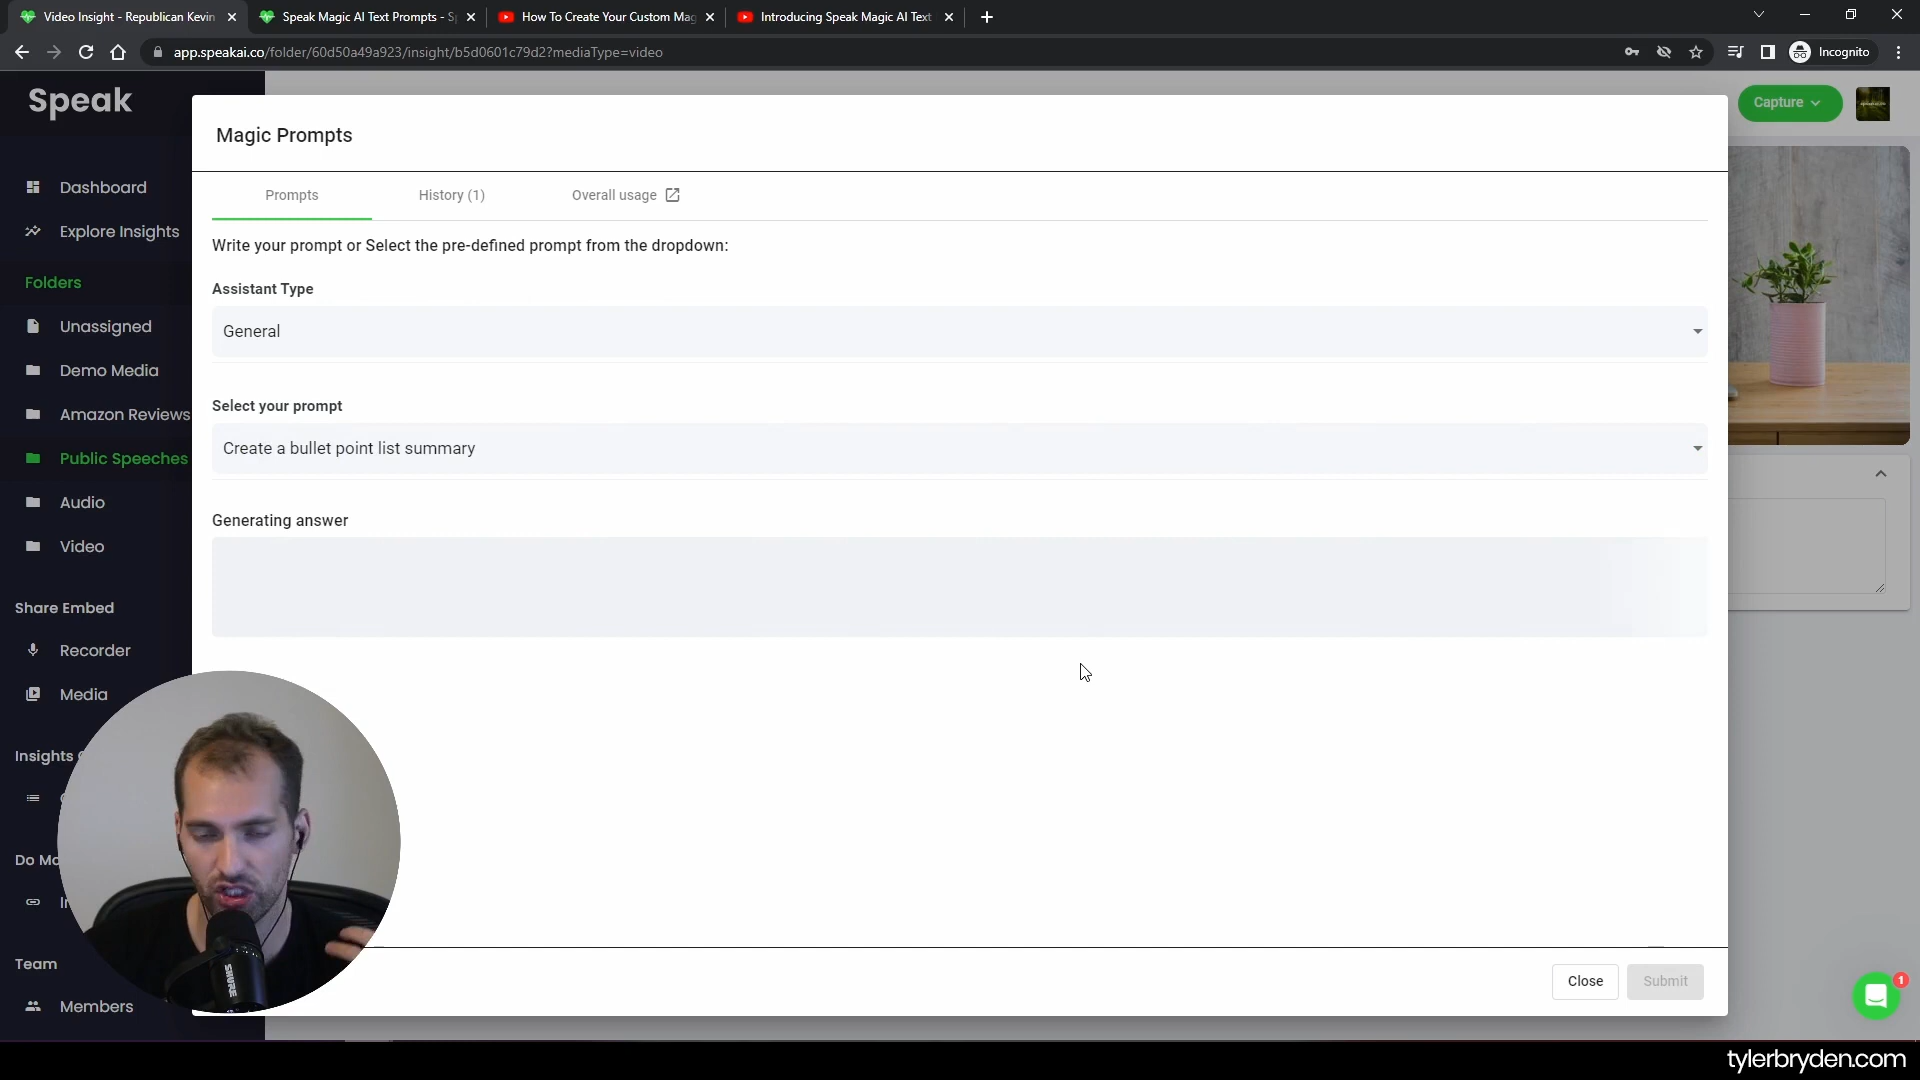 Video Insight - Republican Kevin
Speak Magic AI Text Prompts - Sp
How To Create Your Custom Mag
Introducing Speak Magic AI Text
app.speakai.co/folder/60d50a49a923/insight/b5d0601c79d2?mediaType=video
Incognito
Speak
Capture
Magic Prompts
Dashboard
Prompts
History (1)
Overall usage
Explore Insights
Write your prompt or Select the pre-defined prompt from the dropdown:
Folders
Assistant Type
Unassigned
General
Demo Media
Amazon Reviews
Select your prompt
Public Speeches
Create a bullet point list summary
Audio
Generating answer
Video
Share Embed
Recorder
Media
Insights
Do Mo
Team
Members
Close
Submit
1
SHURE
tylerbryden.com